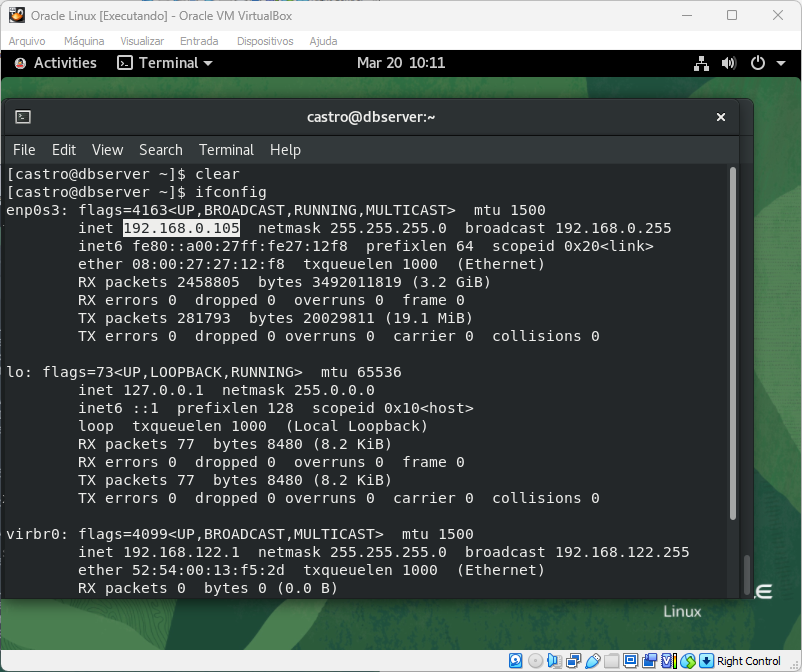 Oracle Linux [Executando] - Oracle VM VirtualBox
Arquivo Máquina Visualizar Entrada Dispositivos Ajuda
Activities Terminal Mar 20 10:11
castro@dbserver:~
File Edit View Search Terminal Help
[castro@dbserver ~]$ clear
[castro@dbserver ~]$ ifconfig
enp0s3: flags=4163<UP,BROADCAST,RUNNING,MULTICAST>  mtu 1500
        inet 192.168.0.105  netmask 255.255.255.0  broadcast 192.168.0.255
        inet6 fe80::a00:27ff:fe27:12f8  prefixlen 64  scopeid 0x20<link>
        ether 08:00:27:27:12:f8  txqueuelen 1000  (Ethernet)
        RX packets 2458805  bytes 3492011819 (3.2 GiB)
        RX errors 0  dropped 0  overruns 0  frame 0
        TX packets 281793  bytes 20029811 (19.1 MiB)
        TX errors 0  dropped 0 overruns 0  carrier 0  collisions 0
lo: flags=73<UP,LOOPBACK,RUNNING>  mtu 65536
        inet 127.0.0.1  netmask 255.0.0.0
        inet6 ::1  prefixlen 128  scopeid 0x10<host>
        loop  txqueuelen 1000  (Local Loopback)
        RX packets 77  bytes 8480 (8.2 KiB)
        RX errors 0  dropped 0  overruns 0  frame 0
        TX packets 77  bytes 8480 (8.2 KiB)
        TX errors 0  dropped 0 overruns 0  carrier 0  collisions 0
virbr0: flags=4099<UP,BROADCAST,MULTICAST>  mtu 1500
        inet 192.168.122.1  netmask 255.255.255.0  broadcast 192.168.122.255
        ether 52:54:00:13:f5:2d  txqueuelen 1000  (Ethernet)
        RX packets 0  bytes 0 (0.0 B)
Linux
Right Control